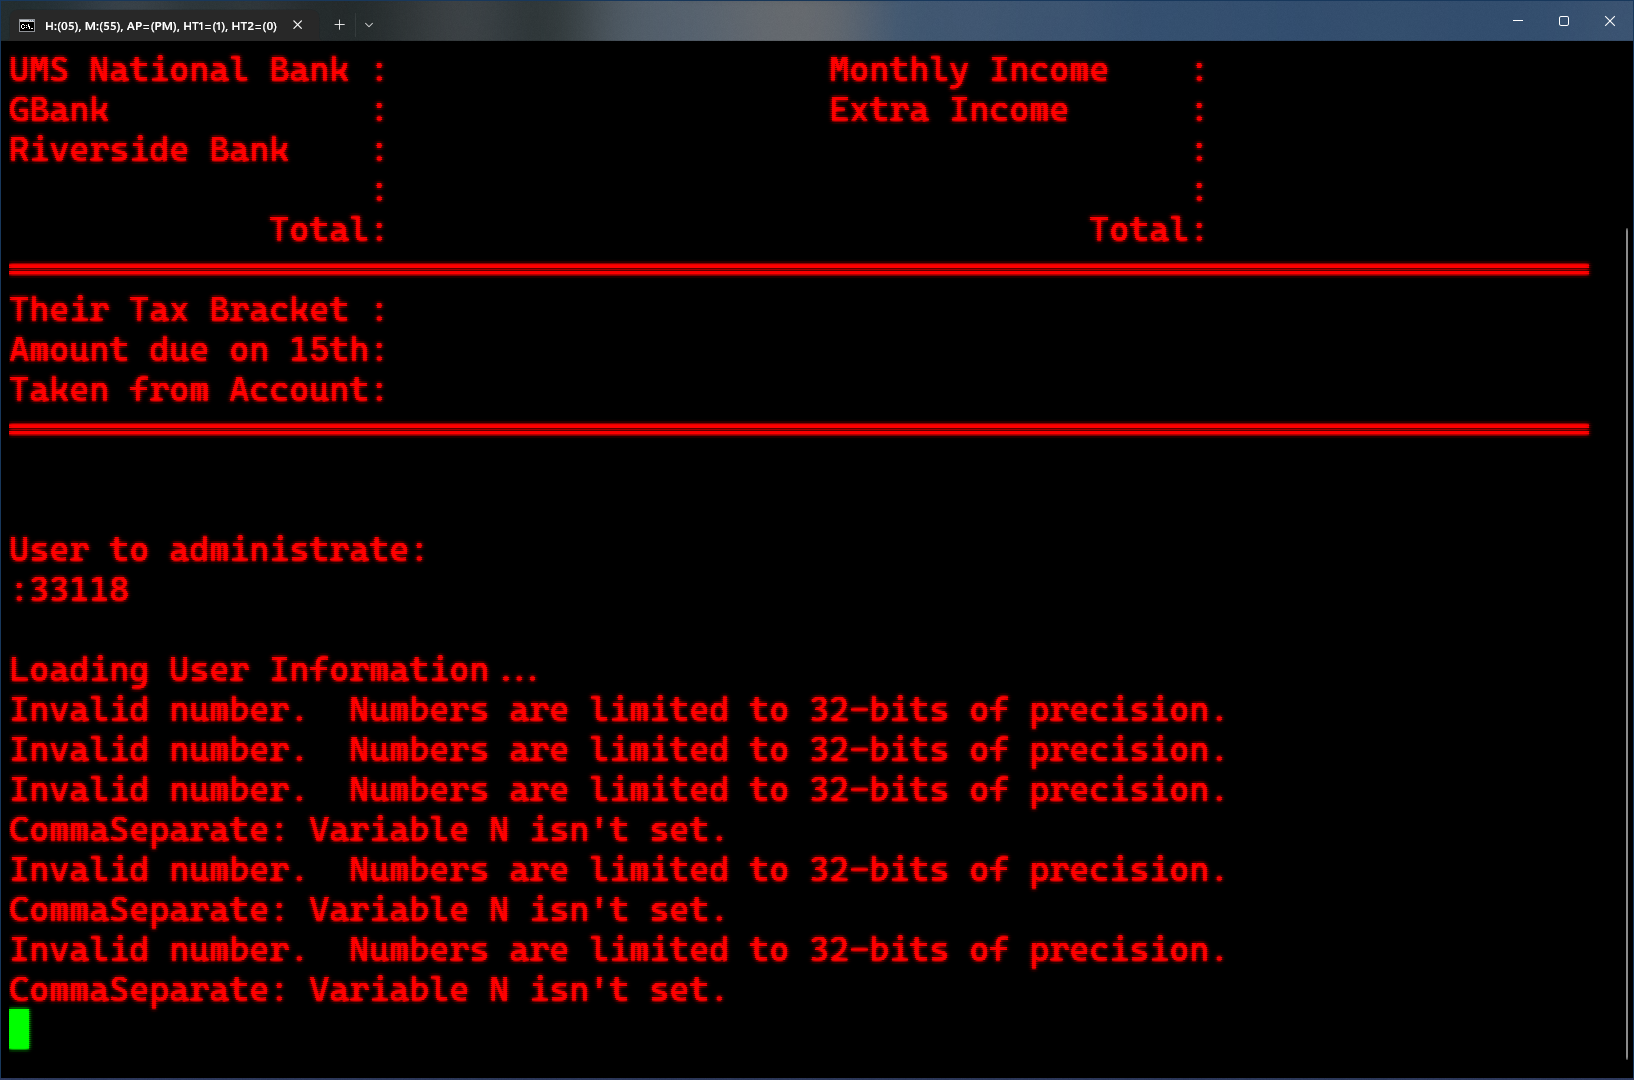 H:(05), M:(55), AP=(PM), HT1=(1), HT2=(0)
UMS National Bank : Monthly Income :
GBank : Extra Income :
Riverside Bank : :
: :
Total: Total:
Their Tax Bracket :
Amount due on 15th:
Taken from Account:
User to administrate:
:33118
Loading User Information...
Invalid number.  Numbers are limited to 32-bits of precision.
Invalid number.  Numbers are limited to 32-bits of precision.
Invalid number.  Numbers are limited to 32-bits of precision.
CommaSeparate: Variable N isn't set.
Invalid number.  Numbers are limited to 32-bits of precision.
CommaSeparate: Variable N isn't set.
Invalid number.  Numbers are limited to 32-bits of precision.
CommaSeparate: Variable N isn't set.